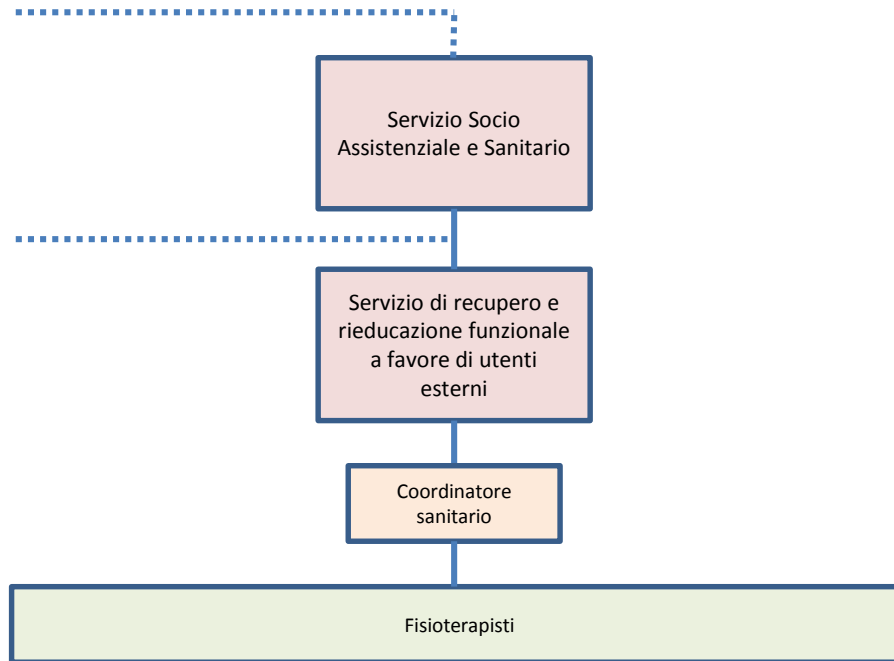 Servizio Socio
Assistenziale e Sanitario
Servizio di recupero e
rieducazione funzionale
a favore di utenti
esterni
Coordinatore
sanitario
Fisioterapisti